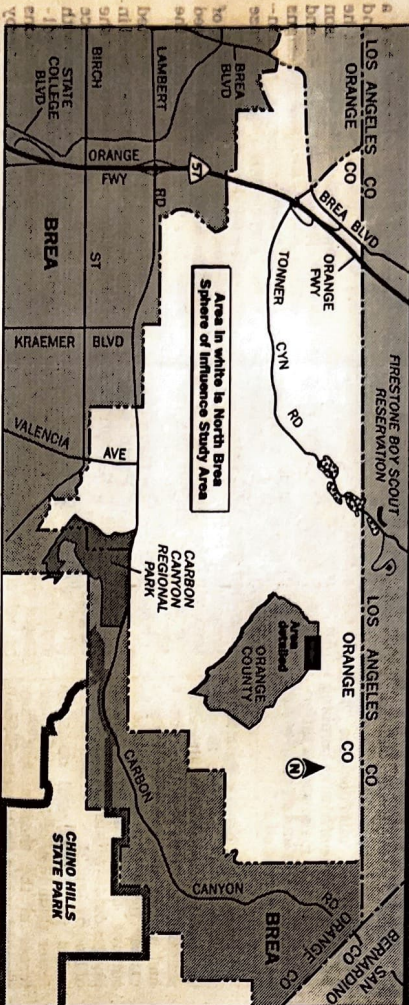 LOS ANGELES CO
ORANGE CO
BREA BLVD
ORANGE FWY
FIRESTONE BOY SCOUT
RESERVATION
LOS ANGELES CO
ORANGE CO
SAN
BERNARDINO
CO
ORANGE CO
BREA
BLVD
57
TONNER CYN RD
Area
detailed
ORANGE
COUNTY
N
LAMBERT RD
Area in white is North Brea
Sphere of Influence Study Area
BIRCH ST
ORANGE
FWY
STATE
COLLEGE
BLVD
BREA
KRAEMER BLVD
VALENCIA AVE
CARBON
CANYON
REGIONAL
PARK
CARBON CANYON RD
BREA
CHINO HILLS
STATE PARK